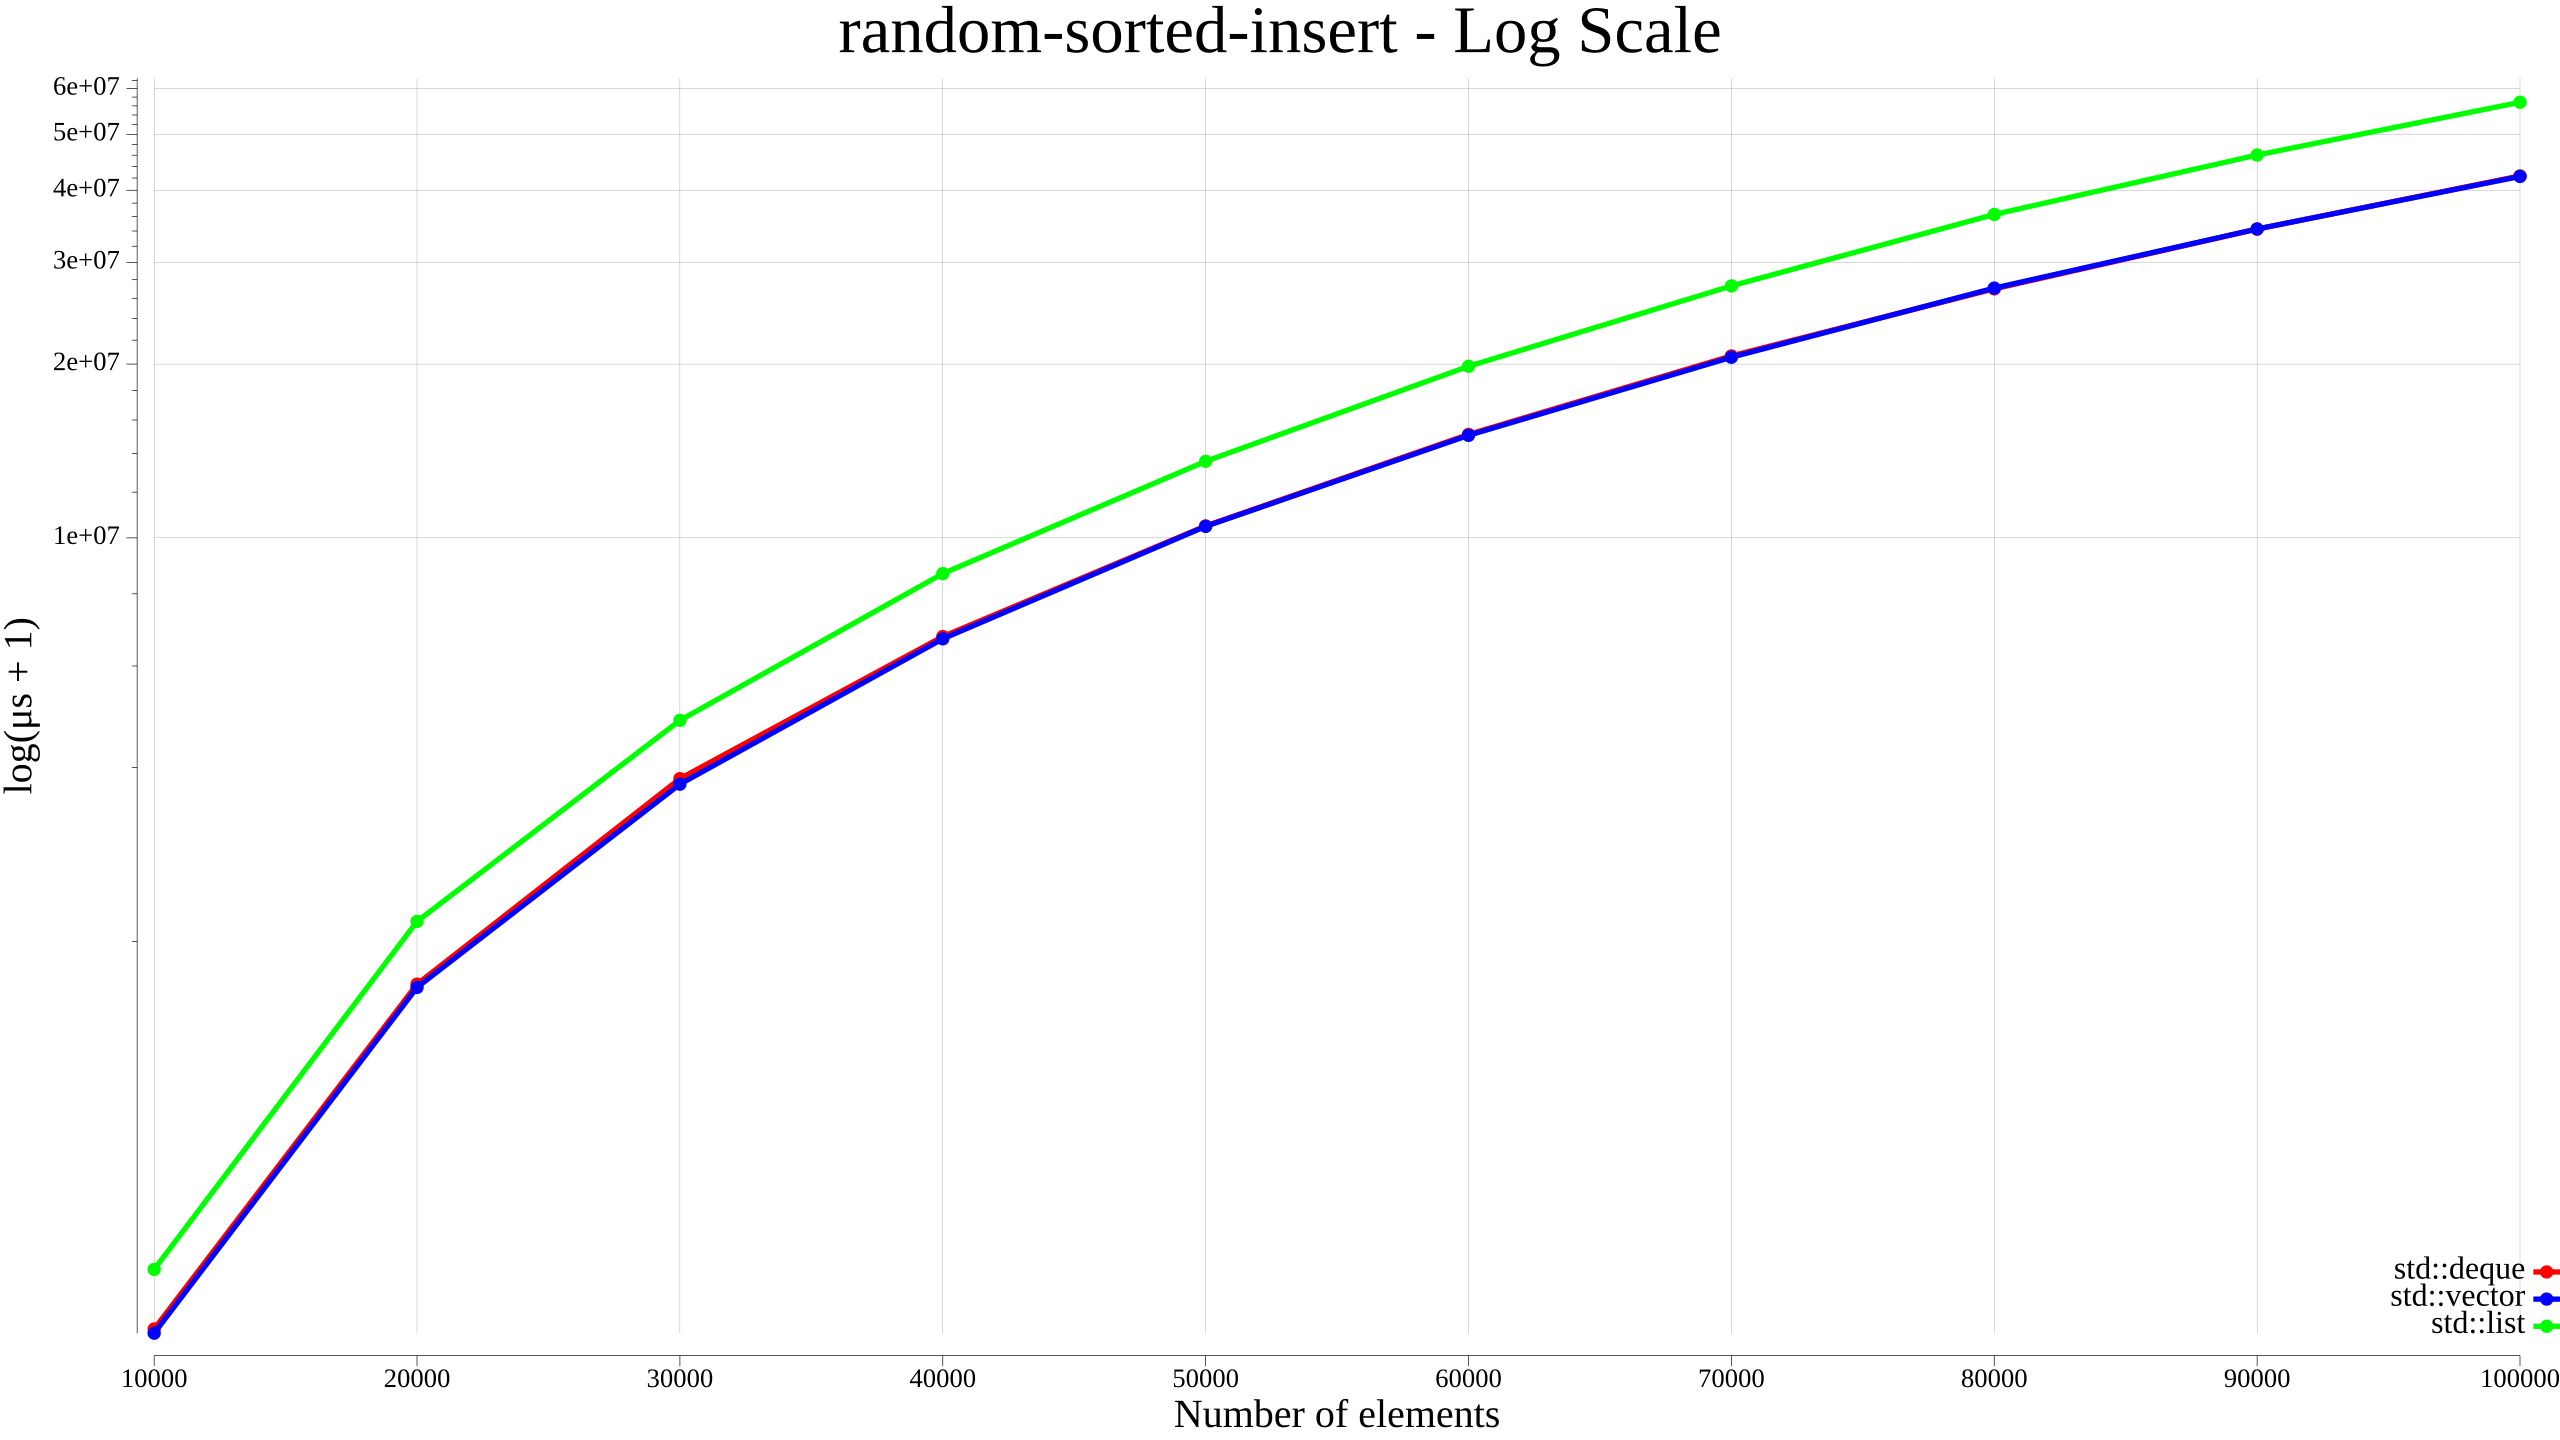 random-sorted-insert - Log Scale
6e+07
5e+07
4e+07
3e+07
2e+07
1e+07
log(µs + 1)
std::deque
std::vector
std::list
10000 20000 30000 40000 50000 60000 70000 80000 90000 100000
Number of elements